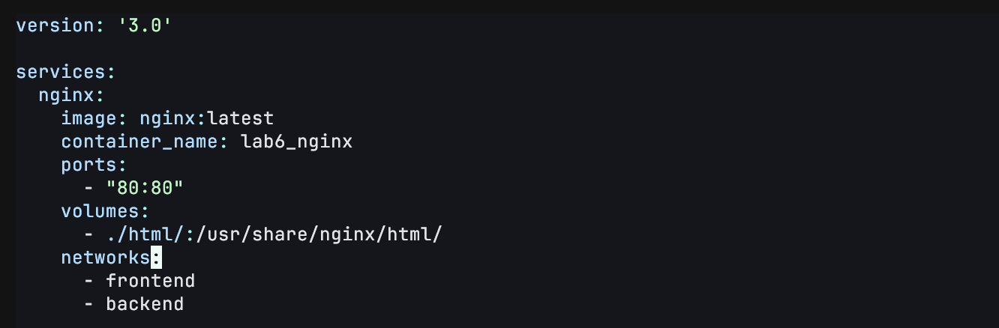 version: '3.0'

services:
  nginx:
    image: nginx:latest
    container_name: lab6_nginx
    ports:
      - "80:80"
    volumes:
      - ./html/:/usr/share/nginx/html/
    networks:
      - frontend
      - backend